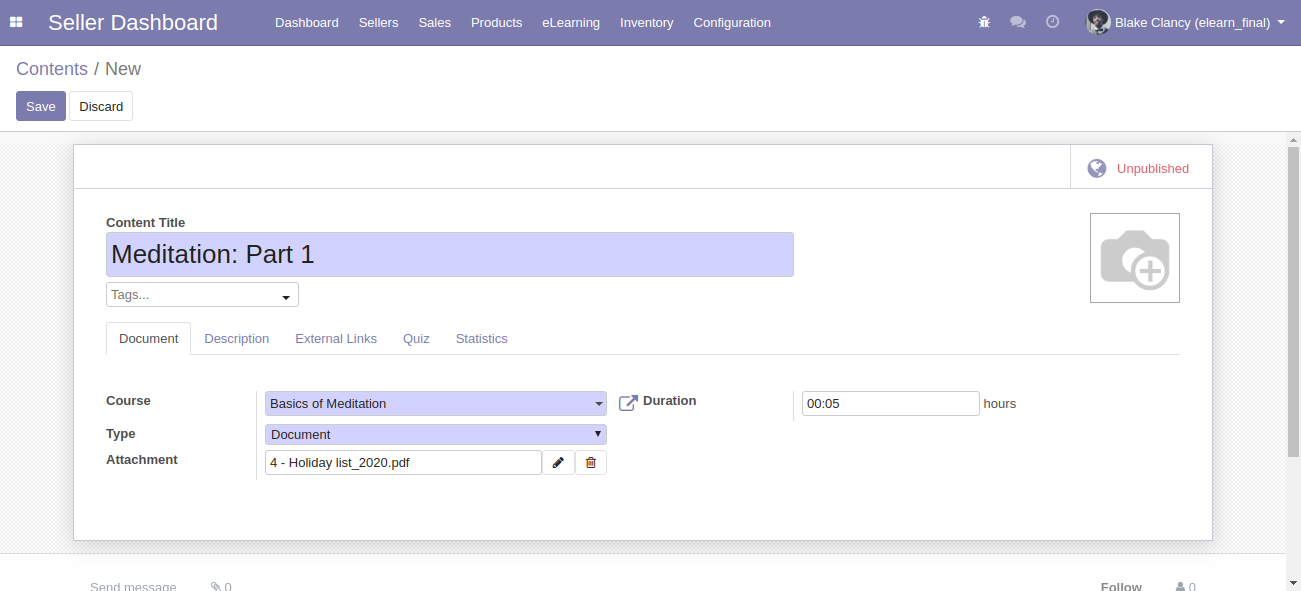 Seller Dashboard Dashboard Sellers Sales Products eLearning Inventory Configuration Blake Clancy (elearn_final)
Contents / New
Save Discard
Unpublished
Content Title
Meditation: Part 1
Tags...
Document Description External Links Quiz Statistics
Course Basics of Meditation Duration 00:05 hours
Type Document
Attachment 4 - Holiday list_2020.pdf
Send message 0 Follow 0